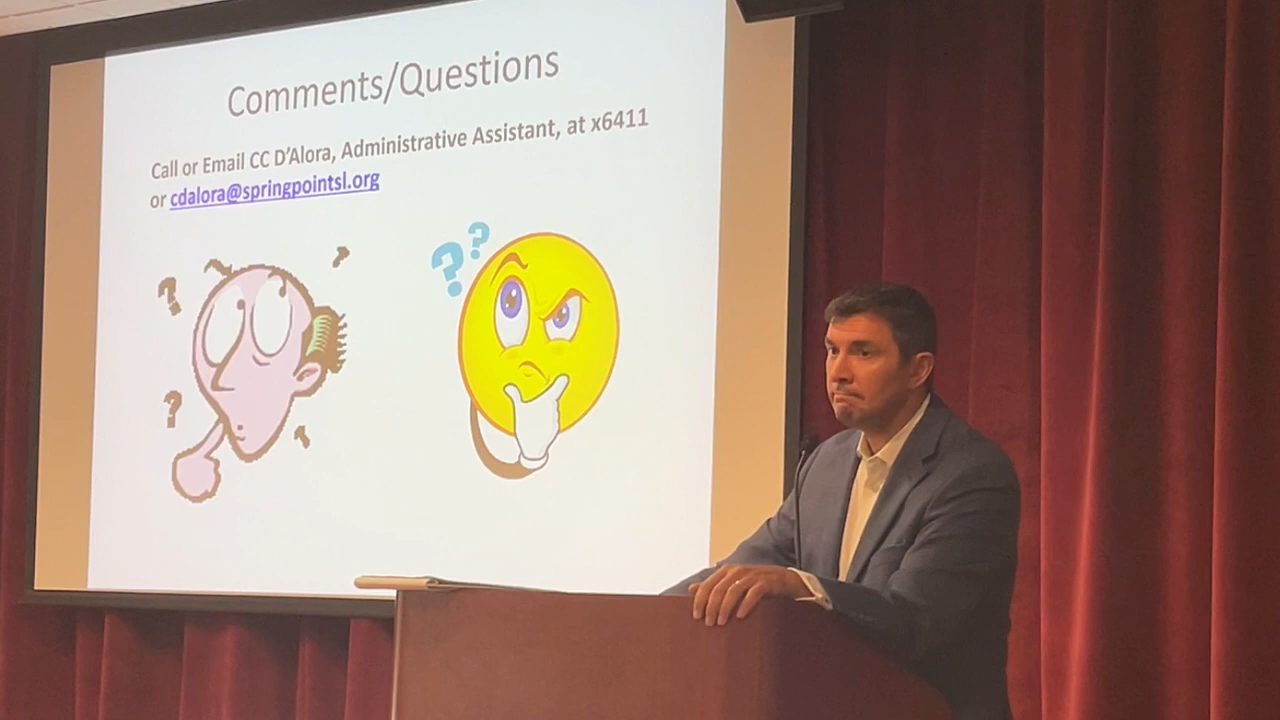 Comments/Questions
Call or Email CC D'Alora, Administrative Assistant, at x6411
or cdalora@springpointsl.org
? ?
?
?